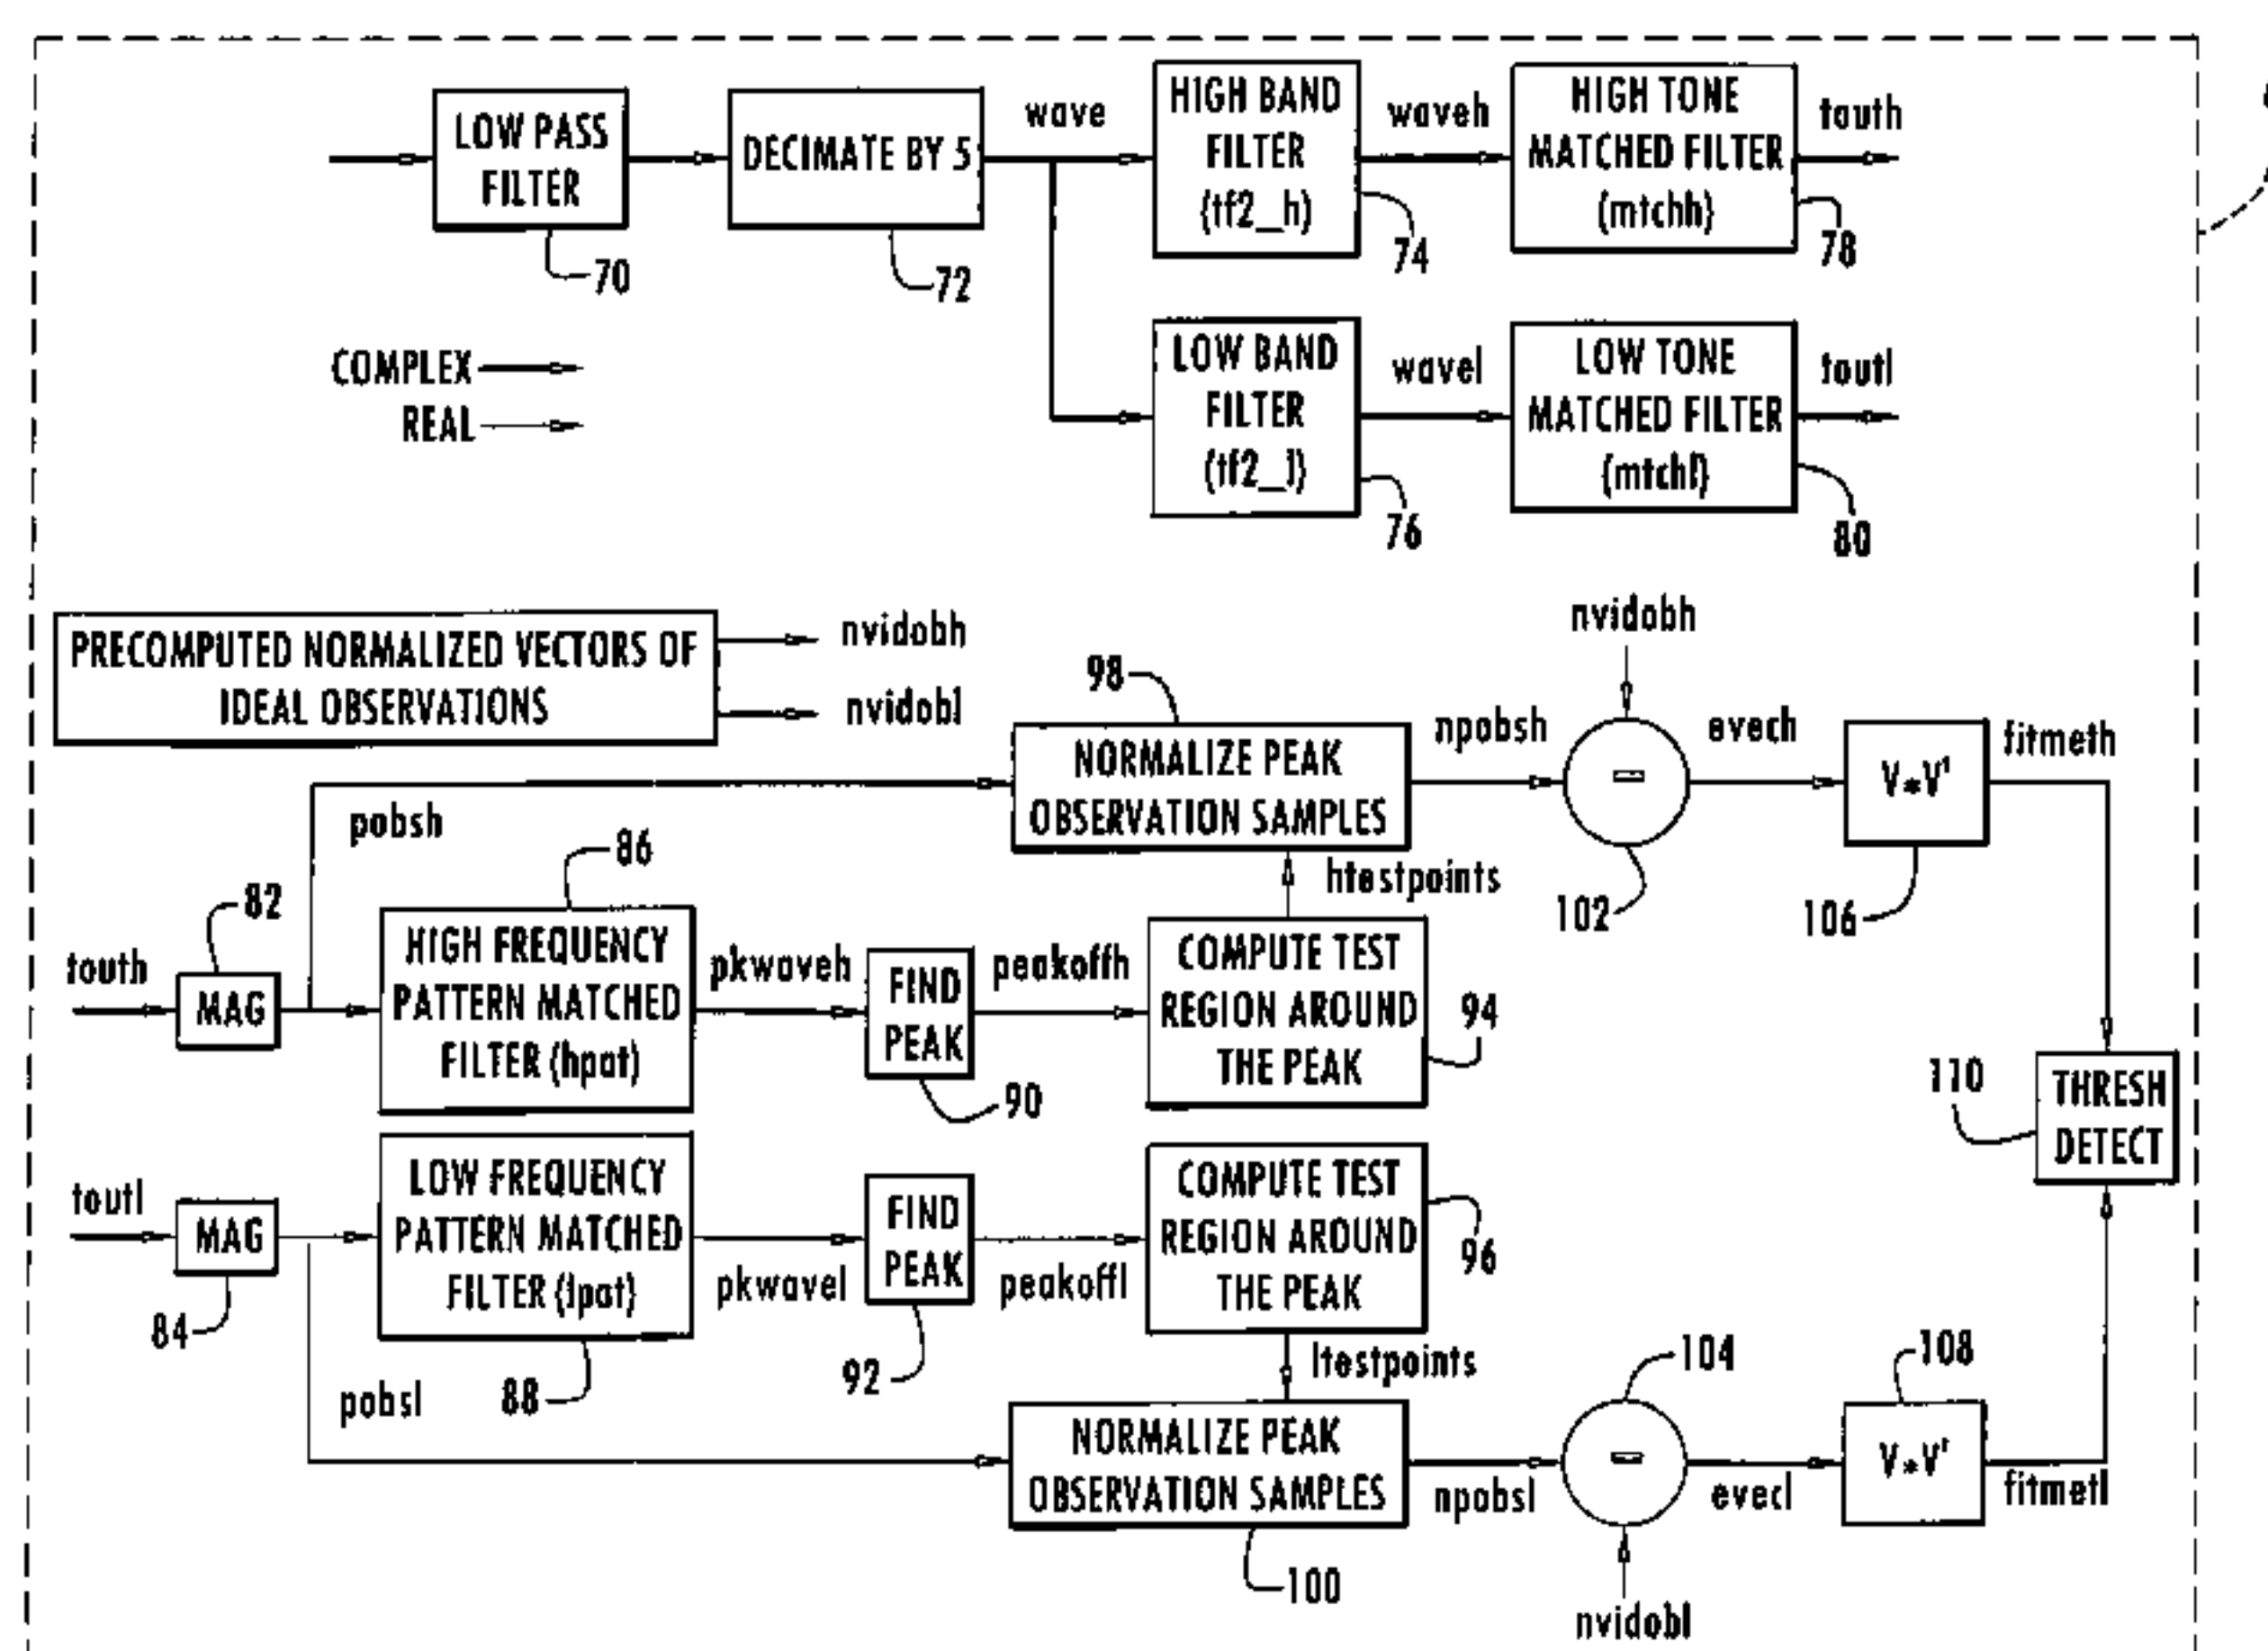 LOW PASS
FILTER
70
DECIMATE BY 5
72
wave
HIGH BAND
FILTER
(tf2_h)
74
waveh
HIGH TONE
MATCHED FILTER
(mtchh)
78
touth
COMPLEX
REAL
LOW BAND
FILTER
(tf2_l)
76
wavel
LOW TONE
MATCHED FILTER
(mtchl)
80
toutl
PRECOMPUTED NORMALIZED VECTORS OF
IDEAL OBSERVATIONS
nvidobh
nvidobl
98
NORMALIZE PEAK
OBSERVATION SAMPLES
npobsh
nvidobh
-
102
evech
V*V'
106
fitmeth
pobsh
htestpoints
touth
82
MAG
86
HIGH FREQUENCY
PATTERN MATCHED
FILTER (hpat)
pkwaveh
FIND
PEAK
90
peakoffh
COMPUTE TEST
REGION AROUND
THE PEAK
94
110
THRESH
DETECT
toutl
MAG
84
LOW FREQUENCY
PATTERN MATCHED
FILTER (lpat)
88
pkwavel
FIND
PEAK
92
peakoffl
COMPUTE TEST
REGION AROUND
THE PEAK
96
ltestpoints
pobsl
NORMALIZE PEAK
OBSERVATION SAMPLES
100
npobsl
104
-
nvidobl
evecl
108
V*V'
fitmetl